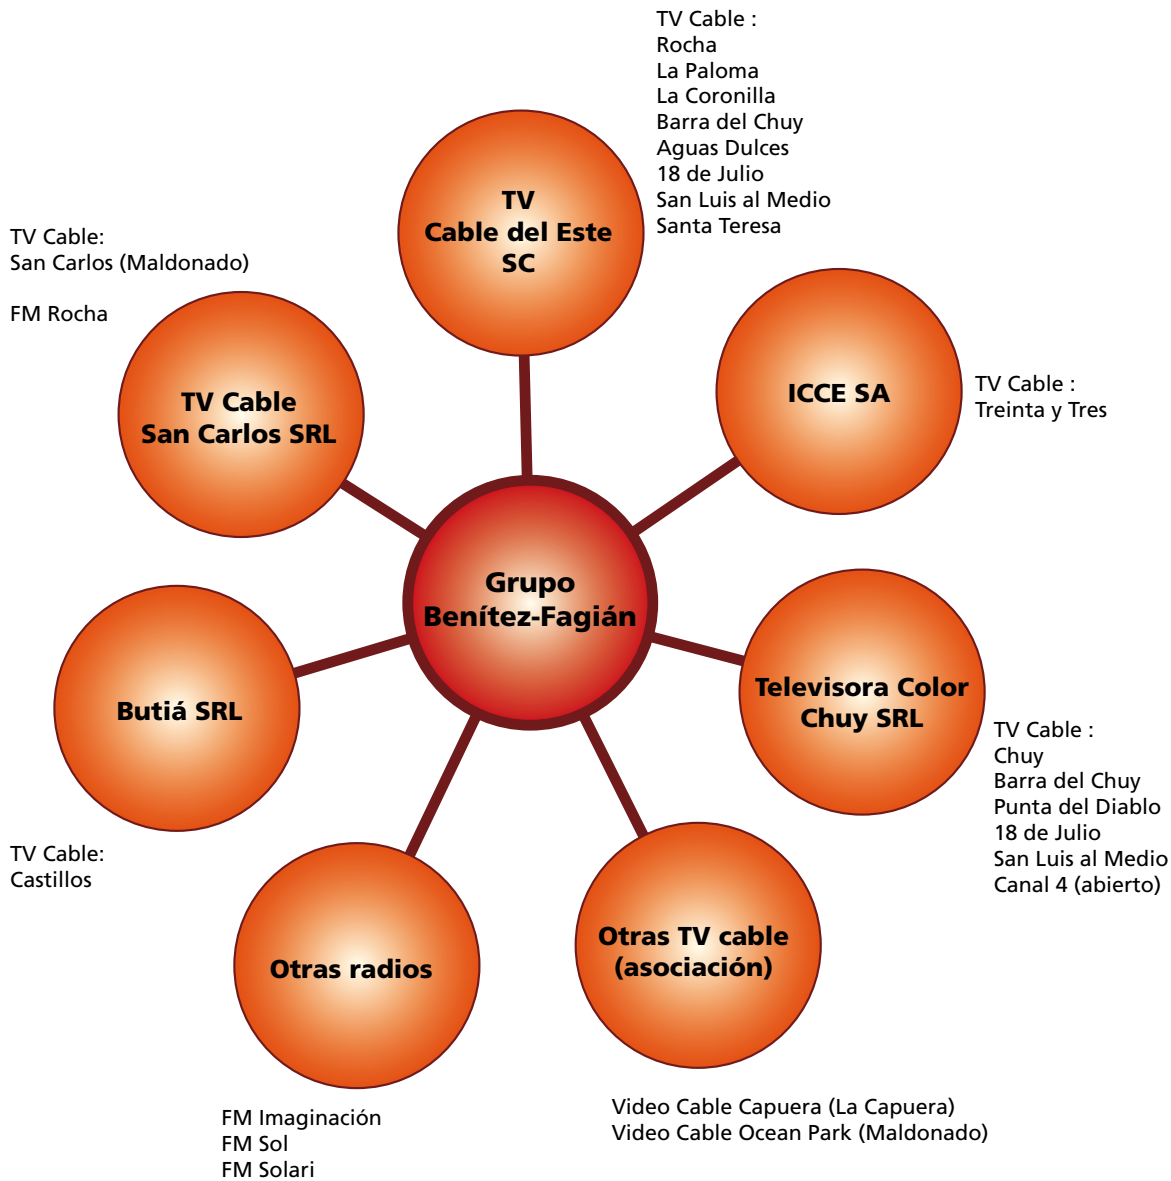 TV Cable :
Rocha
La Paloma
La Coronilla
Barra del Chuy
Aguas Dulces
18 de Julio
San Luis al Medio
Santa Teresa
TV
Cable del Este
SC
TV Cable:
San Carlos (Maldonado)
FM Rocha
TV Cable
San Carlos SRL
ICCE SA
TV Cable :
Treinta y Tres
Grupo
Benítez-Fagián
Butiá SRL
TV Cable:
Castillos
Televisora Color
Chuy SRL
TV Cable :
Chuy
Barra del Chuy
Punta del Diablo
18 de Julio
San Luis al Medio
Canal 4 (abierto)
Otras radios
FM Imaginación
FM Sol
FM Solari
Otras TV cable
(asociación)
Video Cable Capuera (La Capuera)
Video Cable Ocean Park (Maldonado)